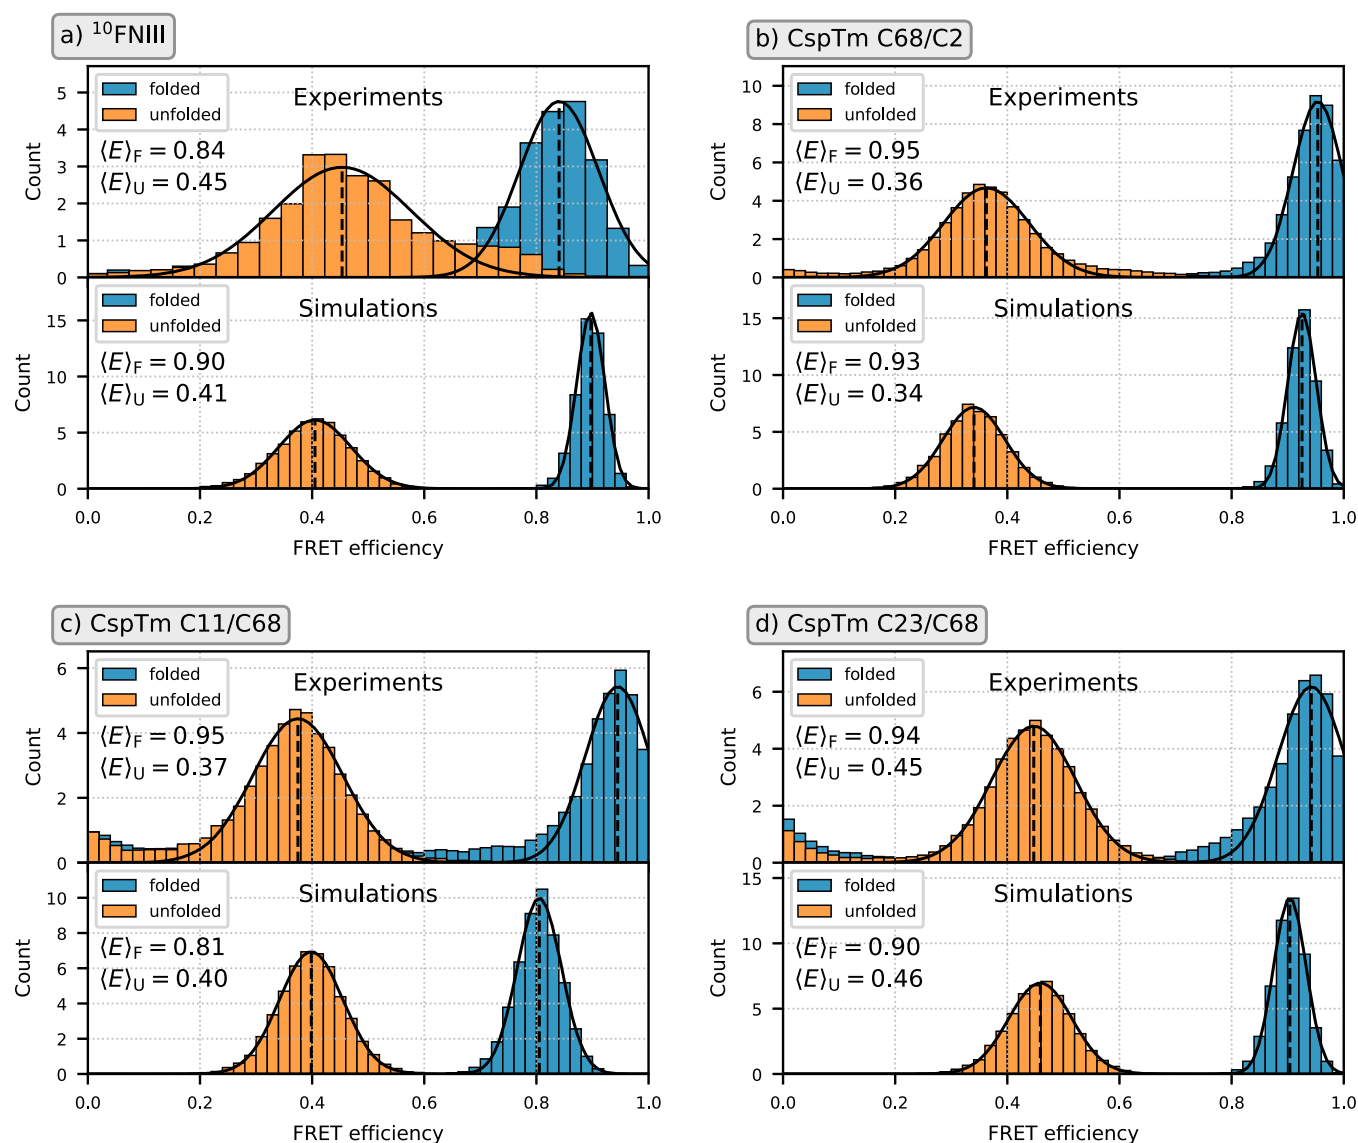 a) ¹⁰FNIII
folded
unfolded
Experiments
⟨E⟩F = 0.84
⟨E⟩U = 0.45
Count
5
4
3
2
1
0
folded
unfolded
Simulations
⟨E⟩F = 0.90
⟨E⟩U = 0.41
Count
15
10
5
0
0.0 0.2 0.4 0.6 0.8 1.0
FRET efficiency
b) CspTm C68/C2
folded
unfolded
Experiments
⟨E⟩F = 0.95
⟨E⟩U = 0.36
Count
10
8
6
4
2
0
folded
unfolded
Simulations
⟨E⟩F = 0.93
⟨E⟩U = 0.34
Count
15
10
5
0
0.0 0.2 0.4 0.6 0.8 1.0
FRET efficiency
c) CspTm C11/C68
folded
unfolded
Experiments
⟨E⟩F = 0.95
⟨E⟩U = 0.37
Count
6
4
2
0
folded
unfolded
Simulations
⟨E⟩F = 0.81
⟨E⟩U = 0.40
Count
10
8
6
4
2
0
0.0 0.2 0.4 0.6 0.8 1.0
FRET efficiency
d) CspTm C23/C68
folded
unfolded
Experiments
⟨E⟩F = 0.94
⟨E⟩U = 0.45
Count
6
4
2
0
folded
unfolded
Simulations
⟨E⟩F = 0.90
⟨E⟩U = 0.46
Count
15
10
5
0
0.0 0.2 0.4 0.6 0.8 1.0
FRET efficiency